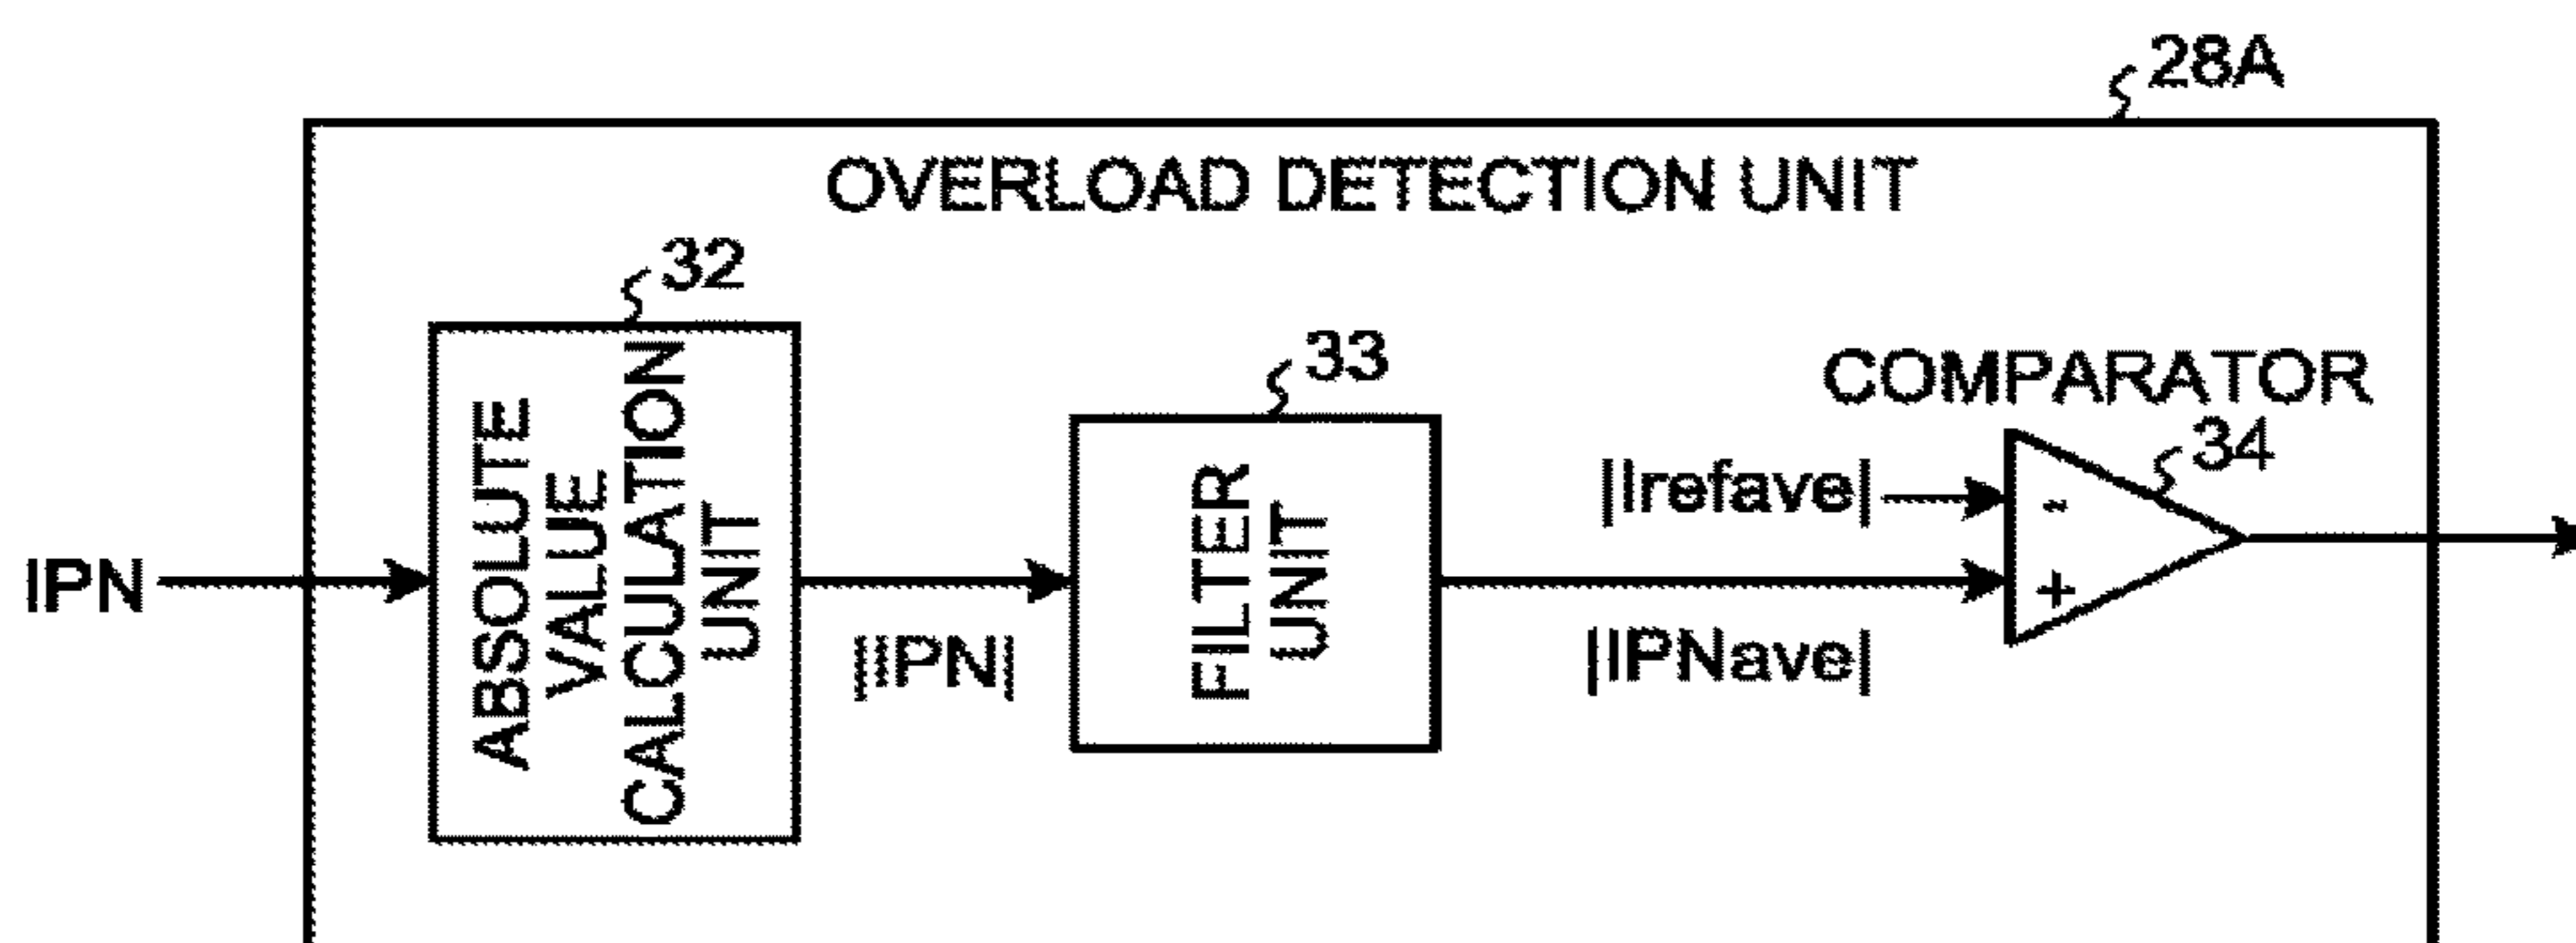 28A
OVERLOAD DETECTION UNIT
32
33
COMPARATOR
34
ABSOLUTE
VALUE
CALCULATION
UNIT
FILTER
UNIT
|Irefave|
-
+
IPN
|IPN|
|IPNave|